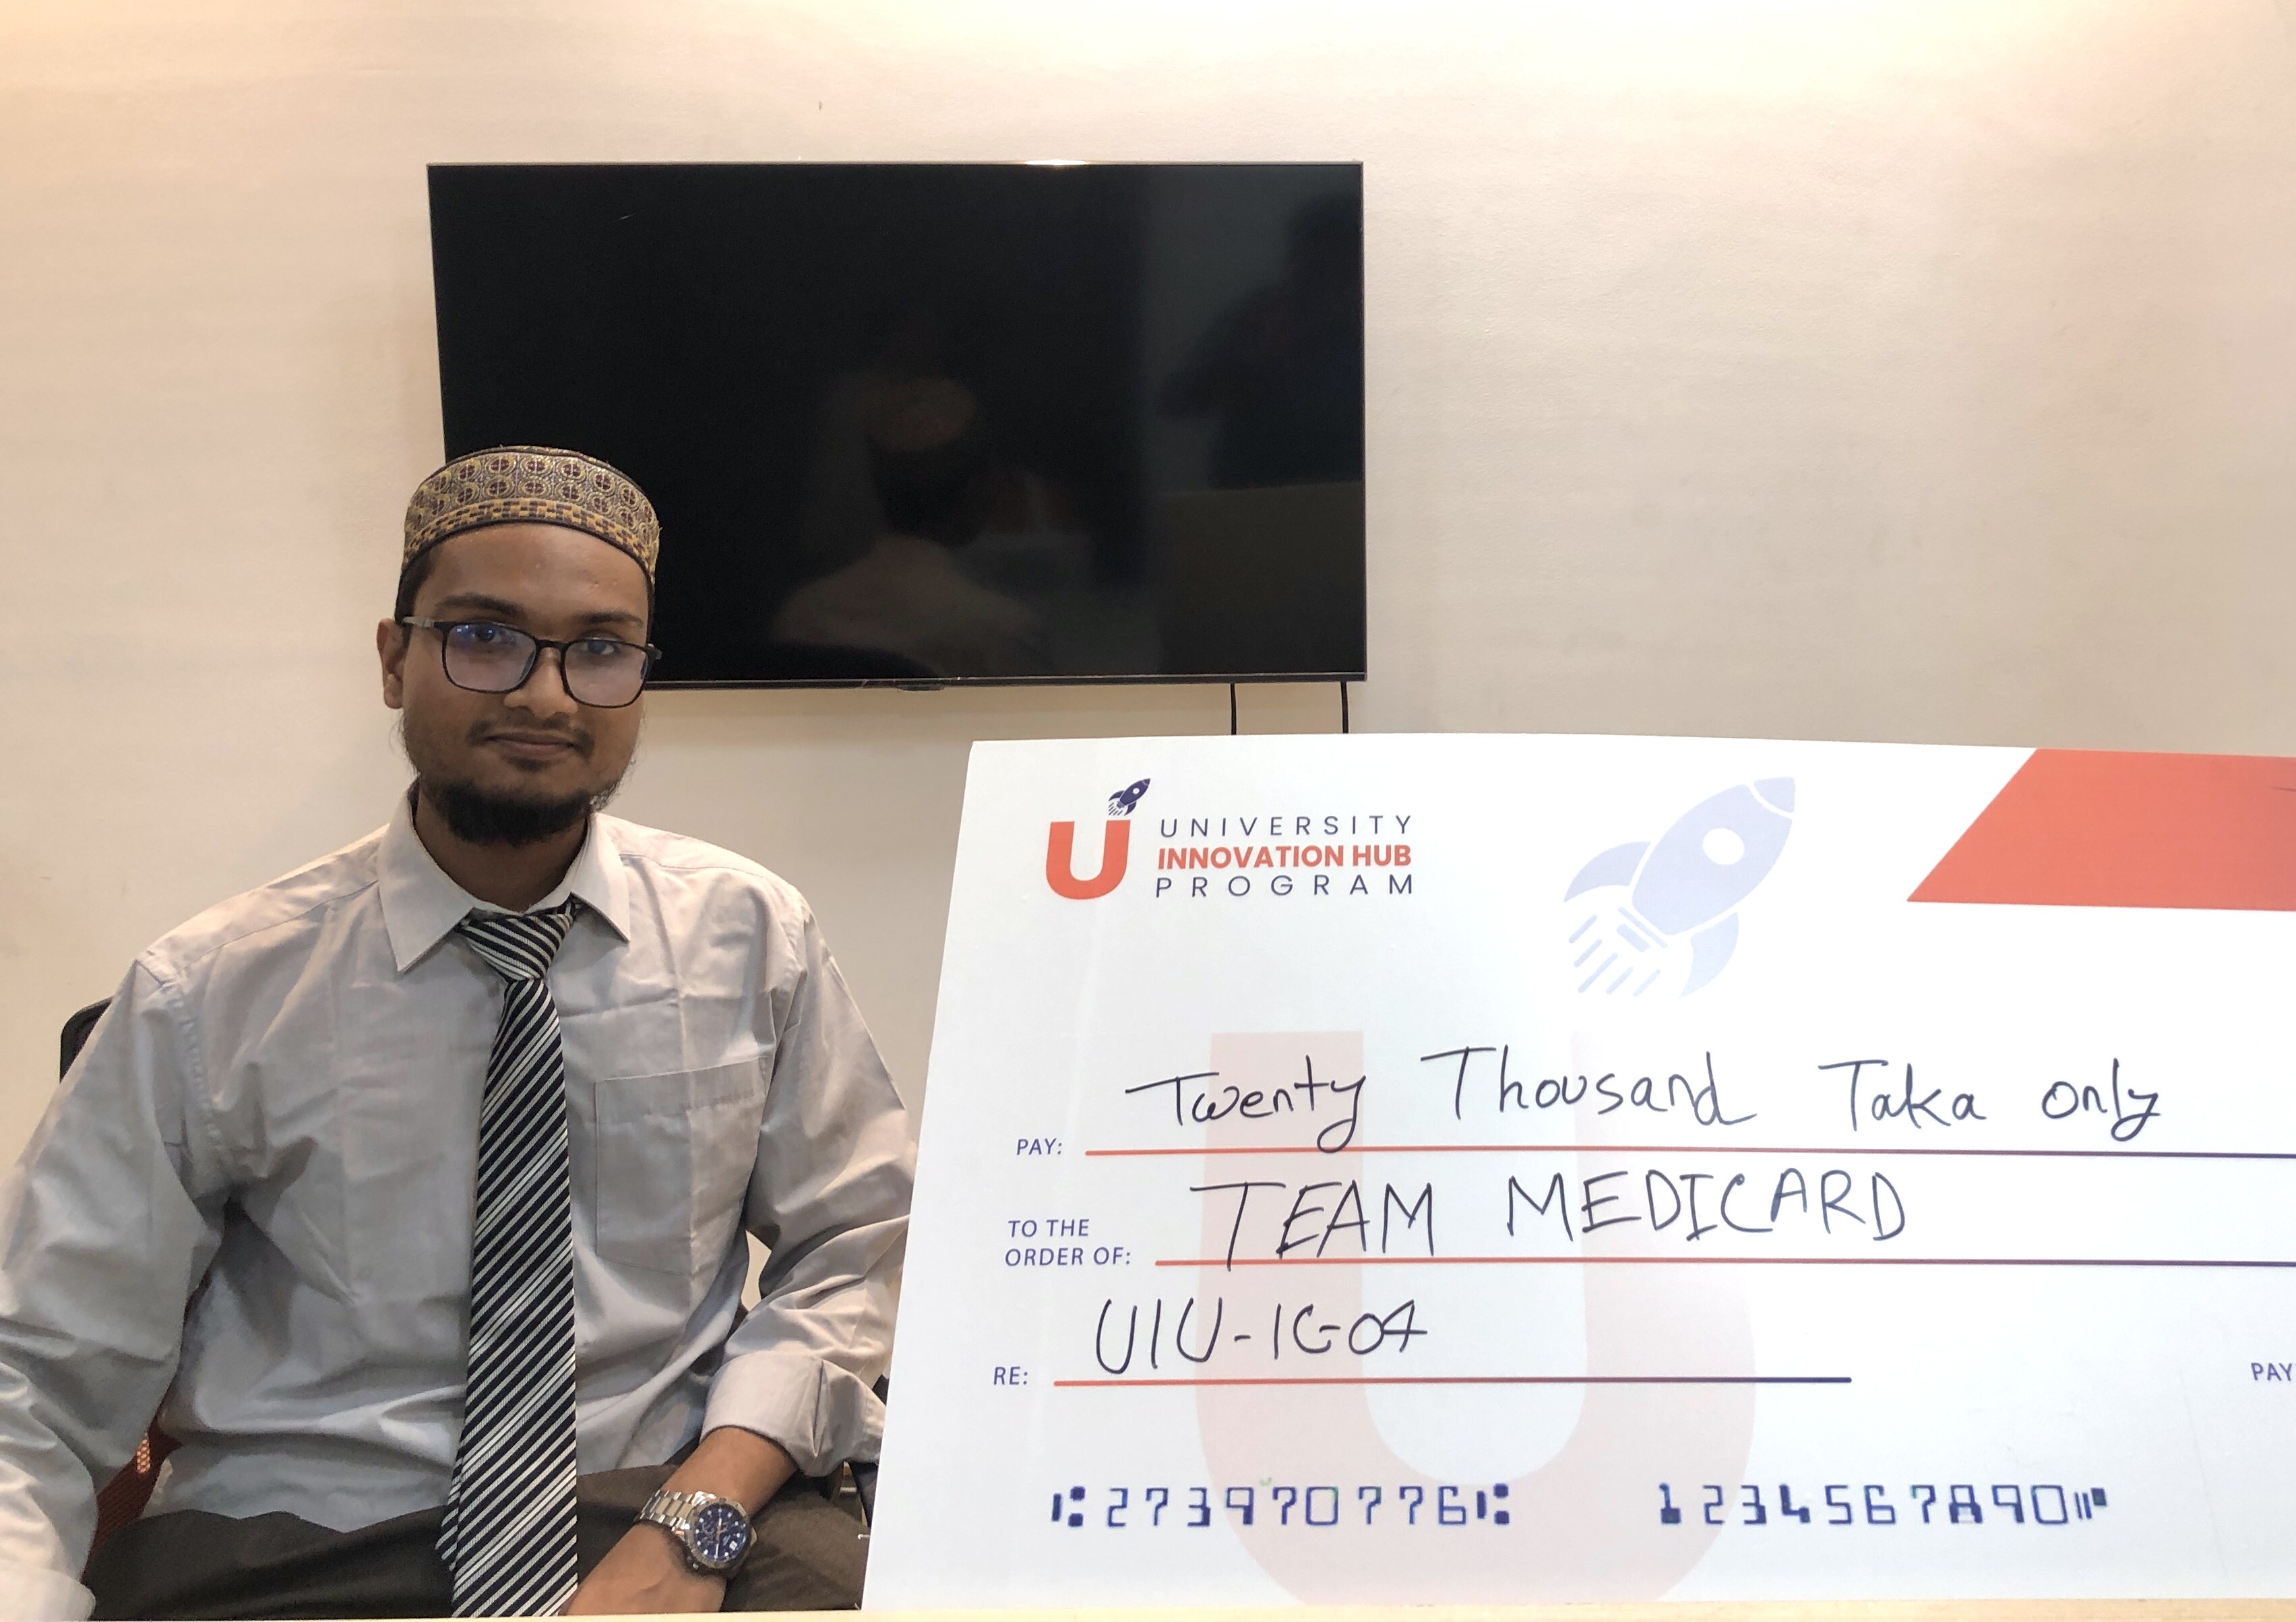 UNIVERSITY
INNOVATION HUB
PROGRAM
PAY: Twenty Thousand Taka only
TO THE
ORDER OF: TEAM MEDICARD
RE: UIU-IG-04
PAY
⑆273970776⑆ 1234567890⑈